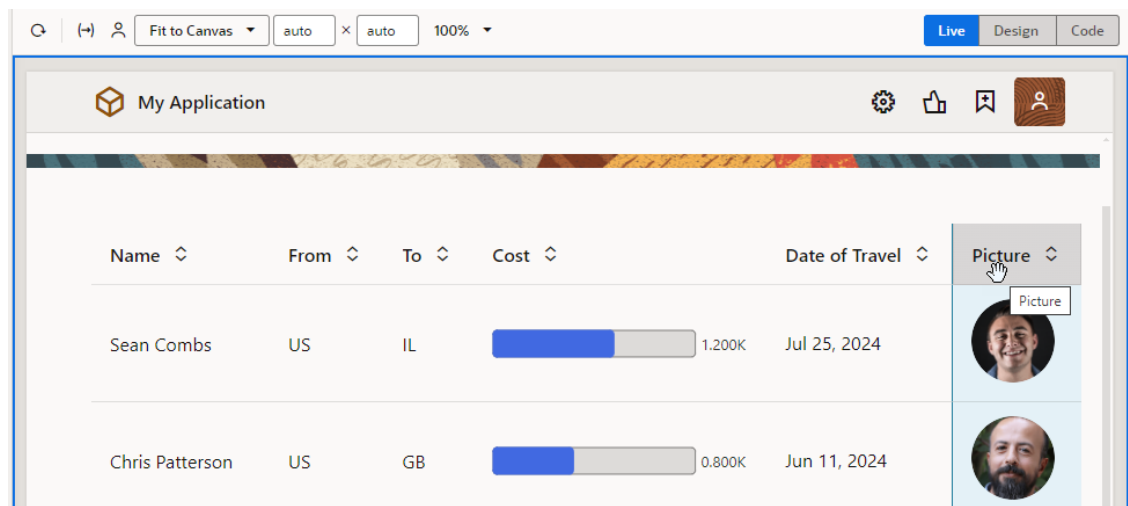 Fit to Canvas auto × auto 100% Live Design Code
My Application
Name From To Cost Date of Travel Picture
Picture
Sean Combs US IL 1.200K Jul 25, 2024
Chris Patterson US GB 0.800K Jun 11, 2024